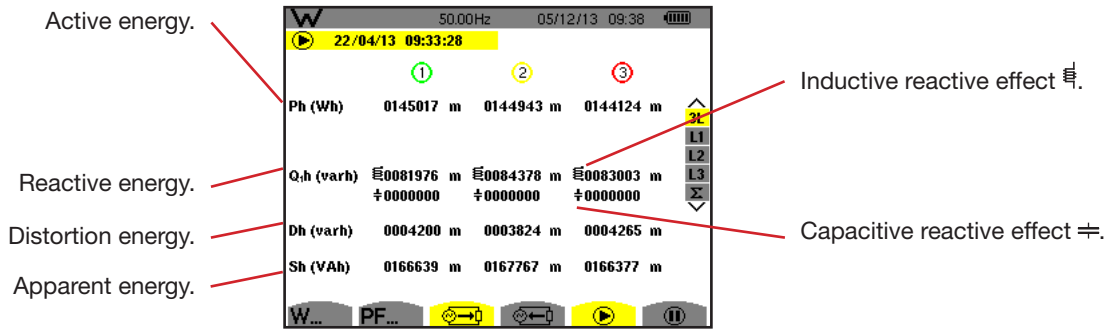 Active energy.
Reactive energy.
Distortion energy.
Apparent energy.
W 50.00Hz 05/12/13 09:38
22/04/13 09:33:28
1 2 3
Ph (Wh) 0145017 m 0144943 m 0144124 m
Q₁h (varh) 0081976 m 0084378 m 0083003 m
0000000 0000000 0000000
Dh (varh) 0004200 m 0003824 m 0004265 m
Sh (VAh) 0166639 m 0167767 m 0166377 m
3L
L1
L2
L3
Σ
W... PF...
Inductive reactive effect .
Capacitive reactive effect .